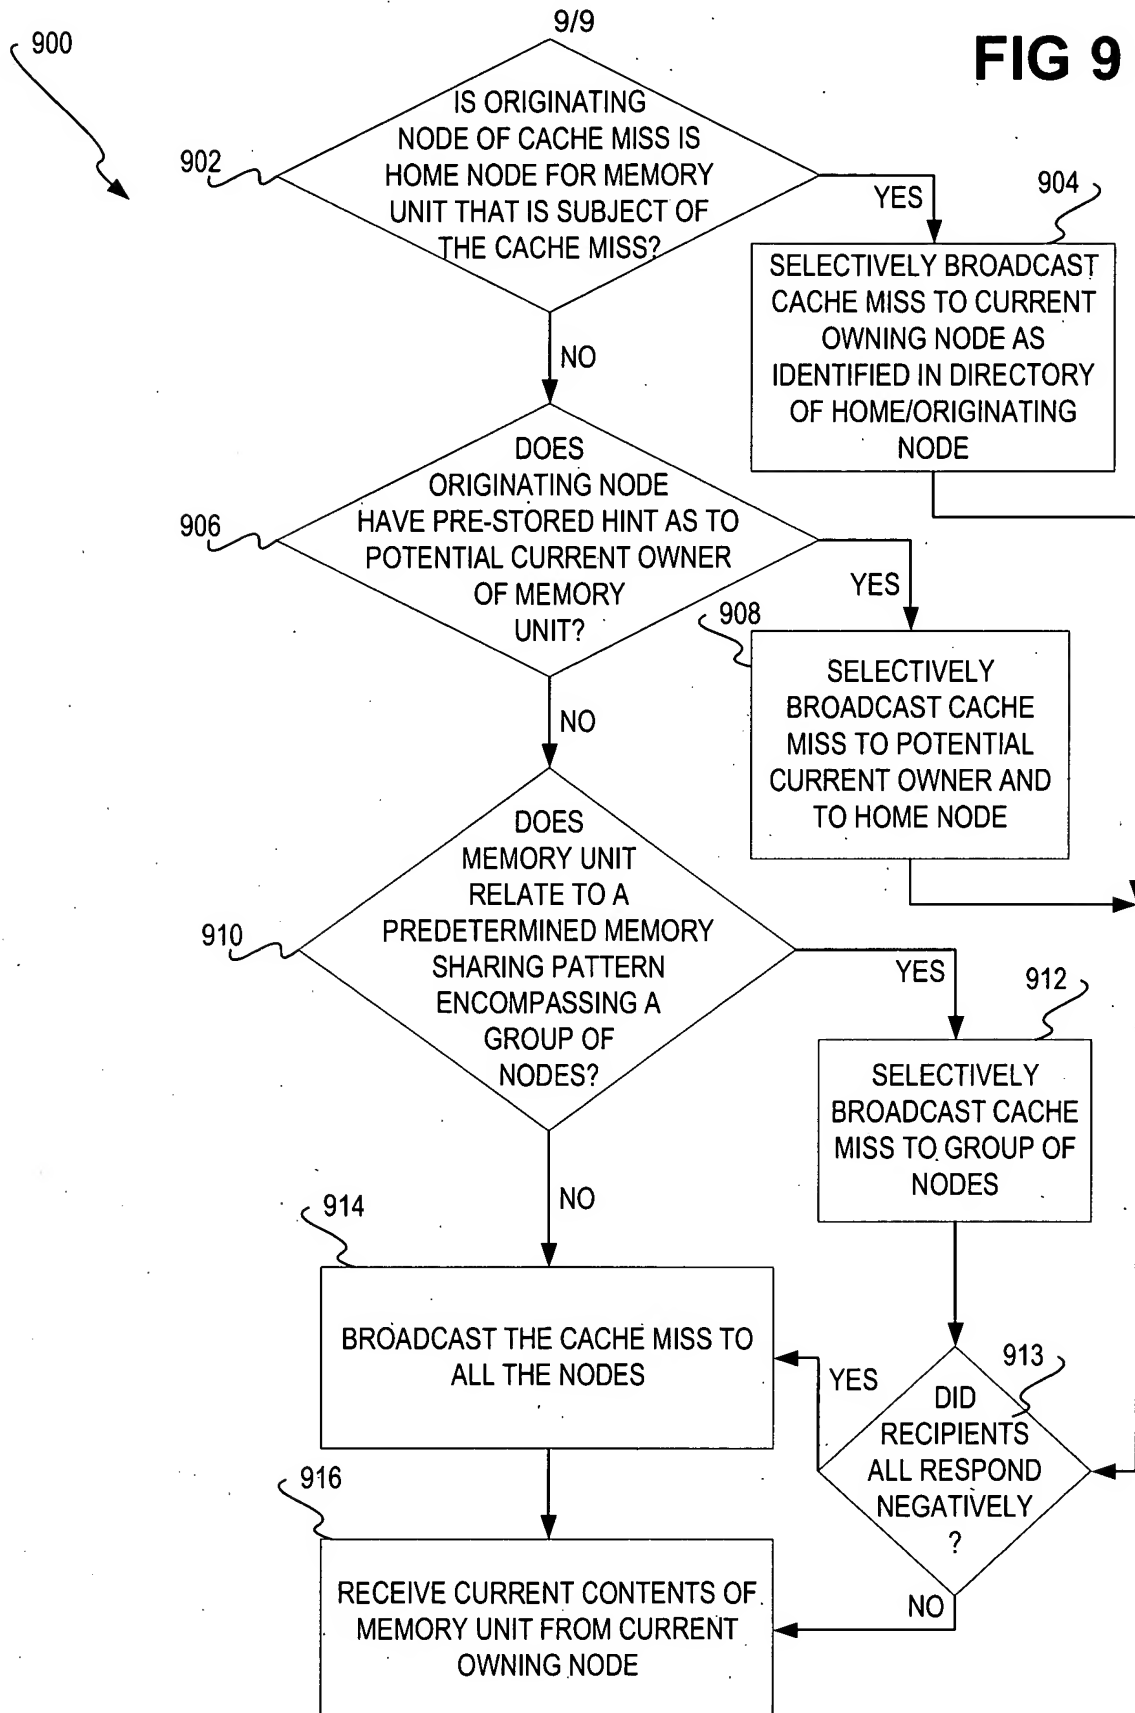 9/9
FIG 9
900
IS ORIGINATING
NODE OF CACHE MISS IS
HOME NODE FOR MEMORY
UNIT THAT IS SUBJECT OF
THE CACHE MISS?
902
YES
904
SELECTIVELY BROADCAST
CACHE MISS TO CURRENT
OWNING NODE AS
IDENTIFIED IN DIRECTORY
OF HOME/ORIGINATING
NODE
NO
DOES
ORIGINATING NODE
HAVE PRE-STORED HINT AS TO
POTENTIAL CURRENT OWNER
OF MEMORY
UNIT?
906
YES
908
SELECTIVELY
BROADCAST CACHE
MISS TO POTENTIAL
CURRENT OWNER AND
TO HOME NODE
NO
DOES
MEMORY UNIT
RELATE TO A
PREDETERMINED MEMORY
SHARING PATTERN
ENCOMPASSING A
GROUP OF
NODES?
910
YES
912
SELECTIVELY
BROADCAST CACHE
MISS TO GROUP OF
NODES
NO
914
BROADCAST THE CACHE MISS TO
ALL THE NODES
YES
913
DID
RECIPIENTS
ALL RESPOND
NEGATIVELY
?
NO
916
RECEIVE CURRENT CONTENTS OF
MEMORY UNIT FROM CURRENT
OWNING NODE